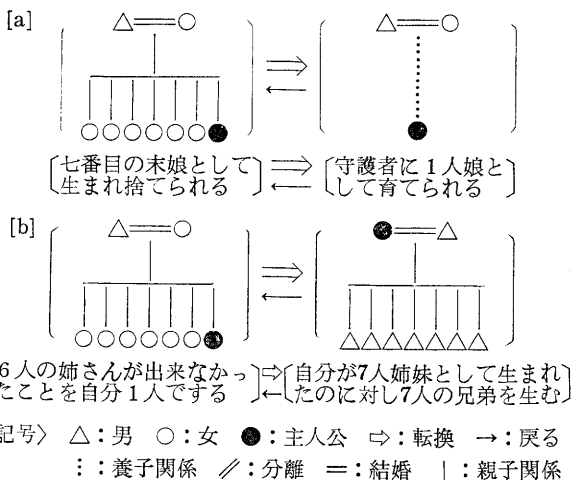 [a]
七番目の末娘として 守護者に1人娘と
生まれ捨てられる して育てられる
[b]
6人の姉さんが出来なかっ 自分が7人姉妹として生まれ
たことを自分1人でする たのに対し7人の兄弟を生む
記号〉 △：男 ○：女 ●：主人公 ⇨：転換 →：戻る
⋮：養子関係 ⫽：分離 ＝：結婚 ｜：親子関係